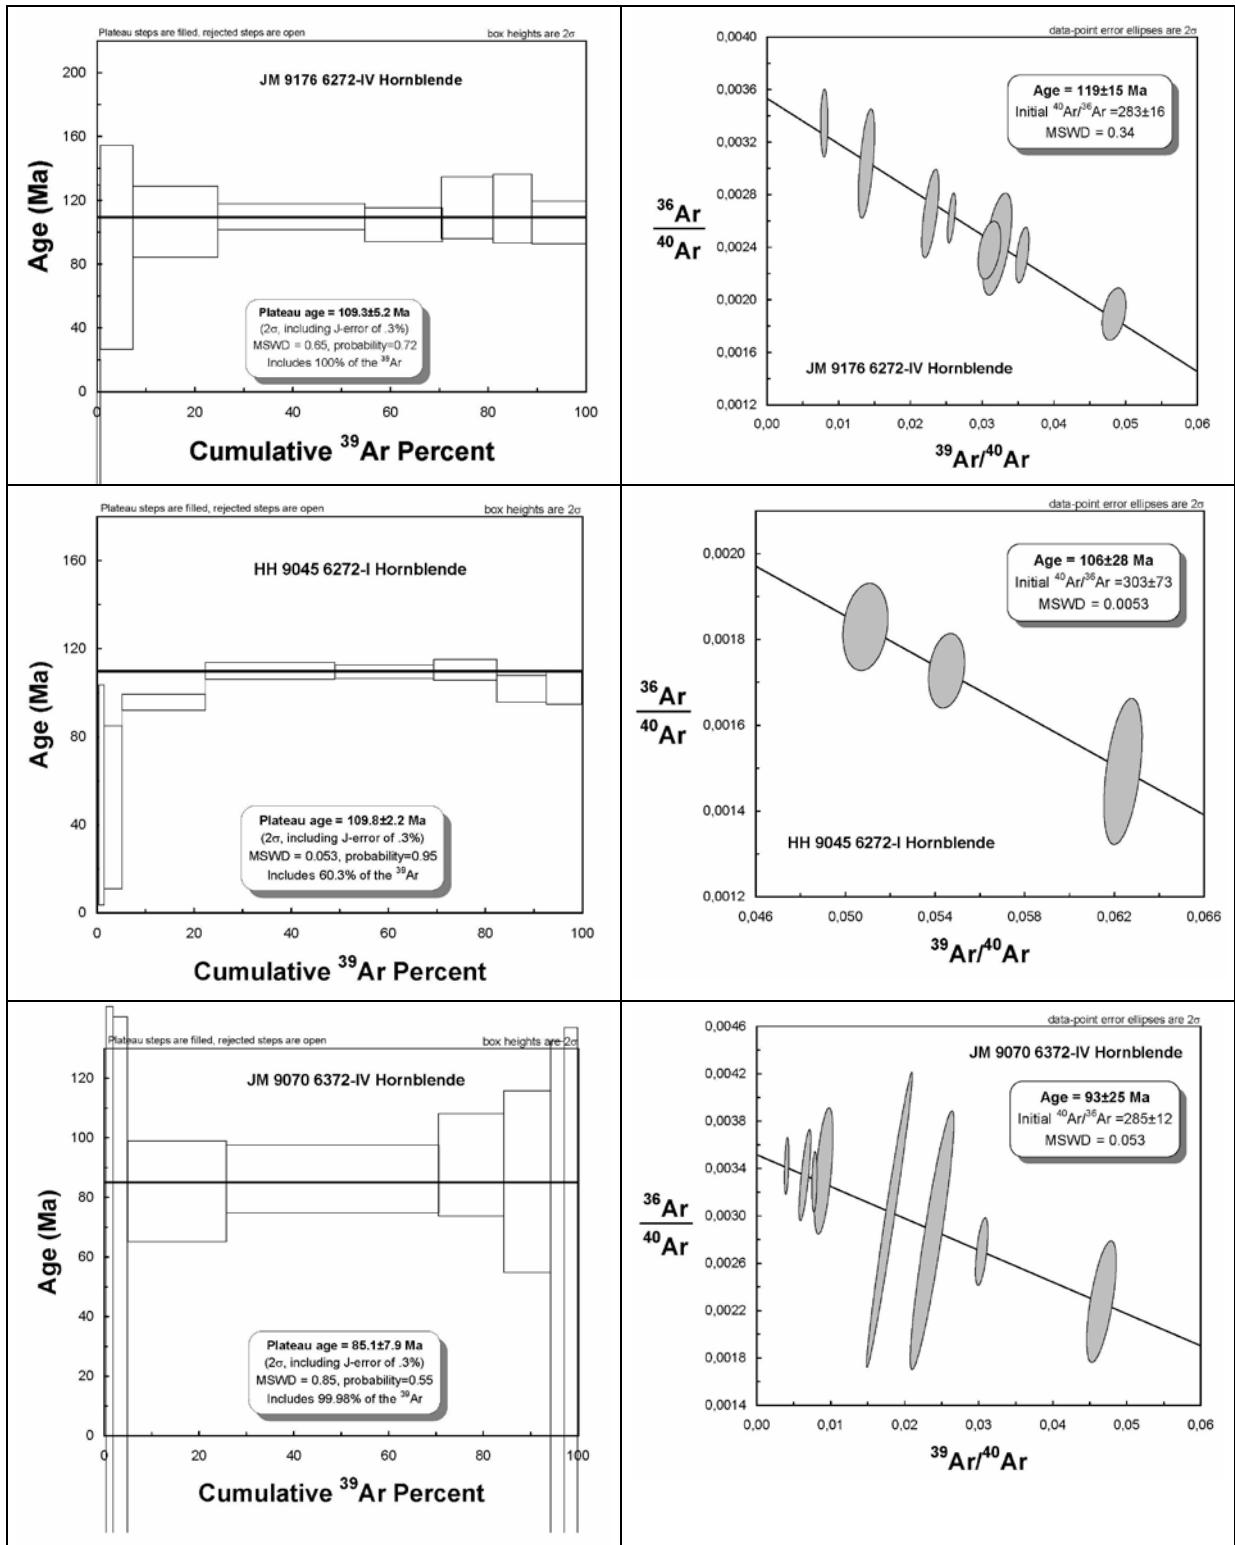 Plateau steps are filled, rejected steps are open
box heights are 2σ
JM 9176 6272-IV Hornblende
Age (Ma)
200
160
120
80
40
0
Plateau age = 109.3±5.2 Ma
(2σ, including J-error of .3%)
MSWD = 0.65, probability=0.72
Includes 100% of the 39Ar
0 20 40 60 80 100
Cumulative 39Ar Percent
data-point error ellipses are 2σ
36Ar
40Ar
0,0040
0,0036
0,0032
0,0028
0,0024
0,0020
0,0016
0,0012
Age = 119±15 Ma
Initial 40Ar/36Ar =283±16
MSWD = 0.34
JM 9176 6272-IV Hornblende
0,00 0,01 0,02 0,03 0,04 0,05 0,06
39Ar/40Ar
Plateau steps are filled, rejected steps are open
box heights are 2σ
HH 9045 6272-I Hornblende
Age (Ma)
160
120
80
40
0
Plateau age = 109.8±2.2 Ma
(2σ, including J-error of .3%)
MSWD = 0.053, probability=0.95
Includes 60.3% of the 39Ar
0 20 40 60 80 100
Cumulative 39Ar Percent
data-point error ellipses are 2σ
36Ar
40Ar
0,0020
0,0018
0,0016
0,0014
0,0012
Age = 106±28 Ma
Initial 40Ar/36Ar =303±73
MSWD = 0.0053
HH 9045 6272-I Hornblende
0,046 0,050 0,054 0,058 0,062 0,066
39Ar/40Ar
Plateau steps are filled, rejected steps are open
box heights are 2σ
JM 9070 6372-IV Hornblende
Age (Ma)
120
100
80
60
40
20
0
Plateau age = 85.1±7.9 Ma
(2σ, including J-error of .3%)
MSWD = 0.85, probability=0.55
Includes 99.98% of the 39Ar
0 20 40 60 80 100
Cumulative 39Ar Percent
data-point error ellipses are 2σ
JM 9070 6372-IV Hornblende
36Ar
40Ar
0,0046
0,0042
0,0038
0,0034
0,0030
0,0026
0,0022
0,0018
0,0014
Age = 93±25 Ma
Initial 40Ar/36Ar =285±12
MSWD = 0.053
0,00 0,01 0,02 0,03 0,04 0,05 0,06
39Ar/40Ar